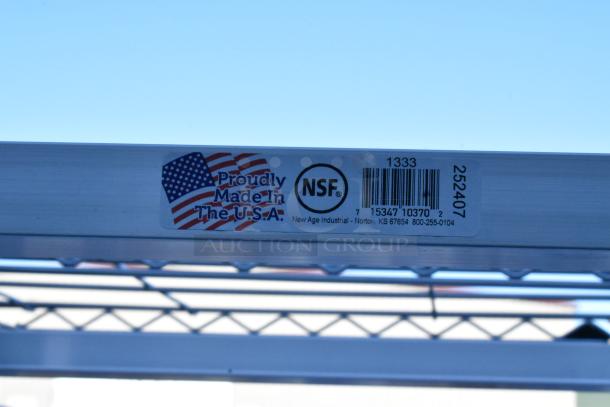 Proudly
Made In
The U.S.A.
NSF®
1333
7 15347 10370 2
252407
New Age Industrial - Norton, KS 67654 800-255-0104
AUCTION GROUP